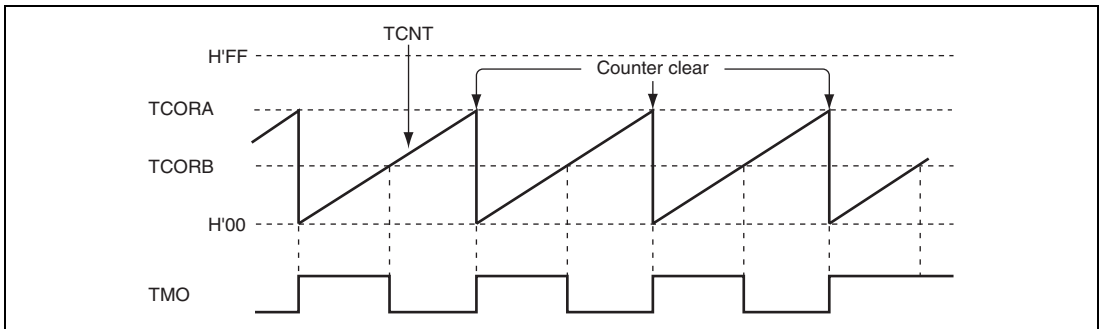 TCNT
H'FF
Counter clear
TCORA
TCORB
H'00
TMO